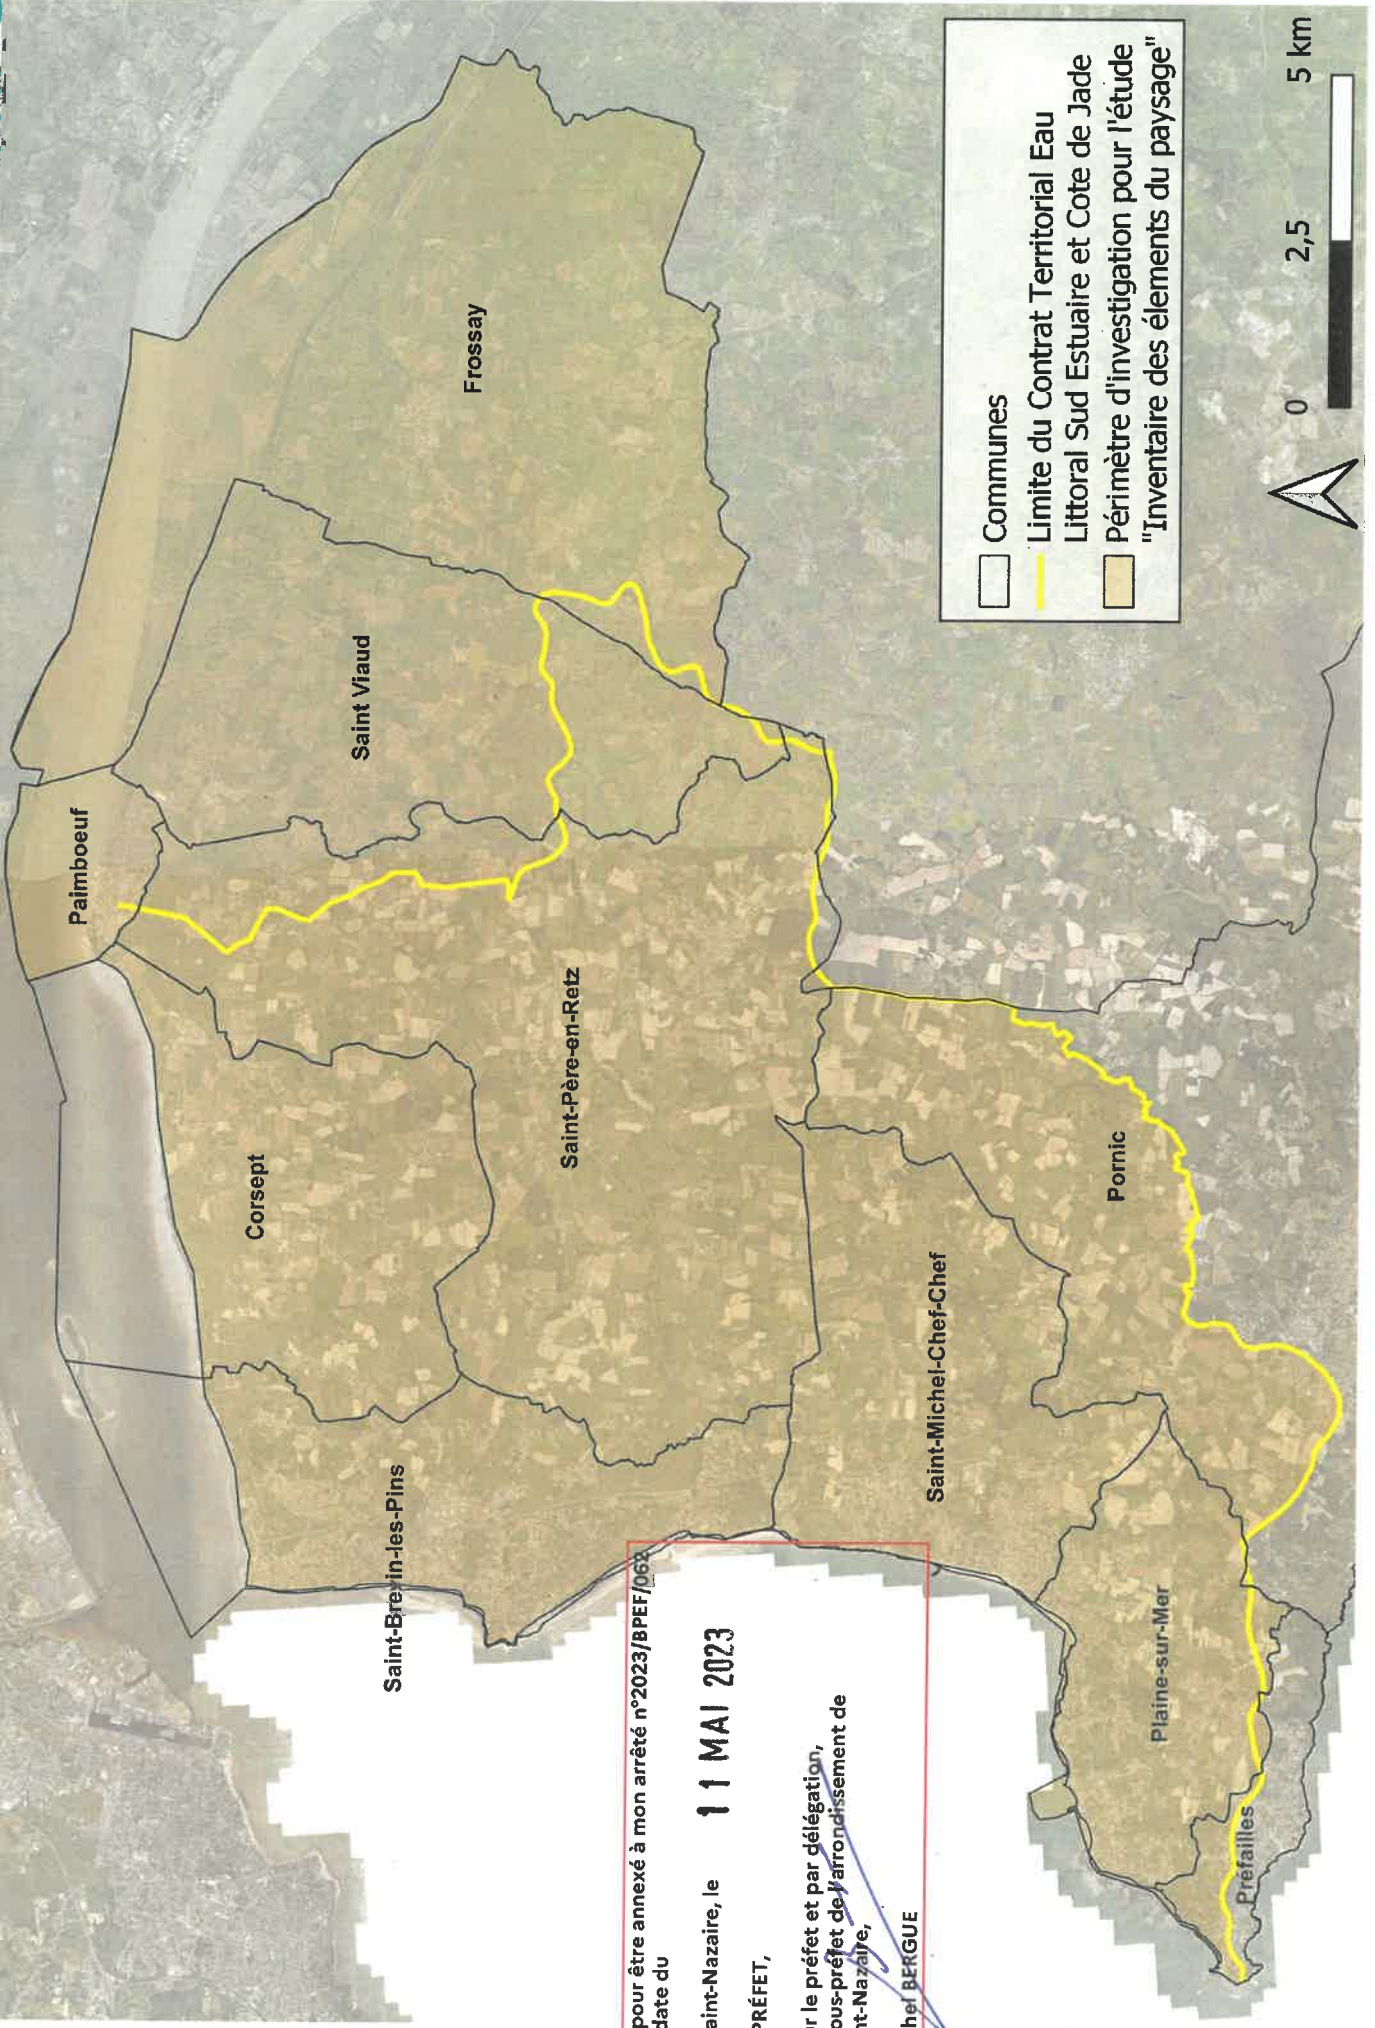 Paimboeuf
Frossay
Saint Viaud
Corsept
Saint-Père-en-Retz
Saint-Brevin-les-Pins
Saint-Michel-Chef-Chef
Pornic
Plaine-sur-Mer
Préfailles
Communes
Limite du Contrat Territorial Eau
Littoral Sud Estuaire et Cote de Jade
Périmètre d'investigation pour l'étude
"Inventaire des élements du paysage"
0 2,5 5 km
pour être annexé à mon arrêté n°2023/BPEF/062
date du
aint-Nazaire, le 11 MAI 2023
PRÉFET,
r le préfet et par délégation,
ous-préfet de l'arrondissement de
nt-Nazaire,
hel BERGUE